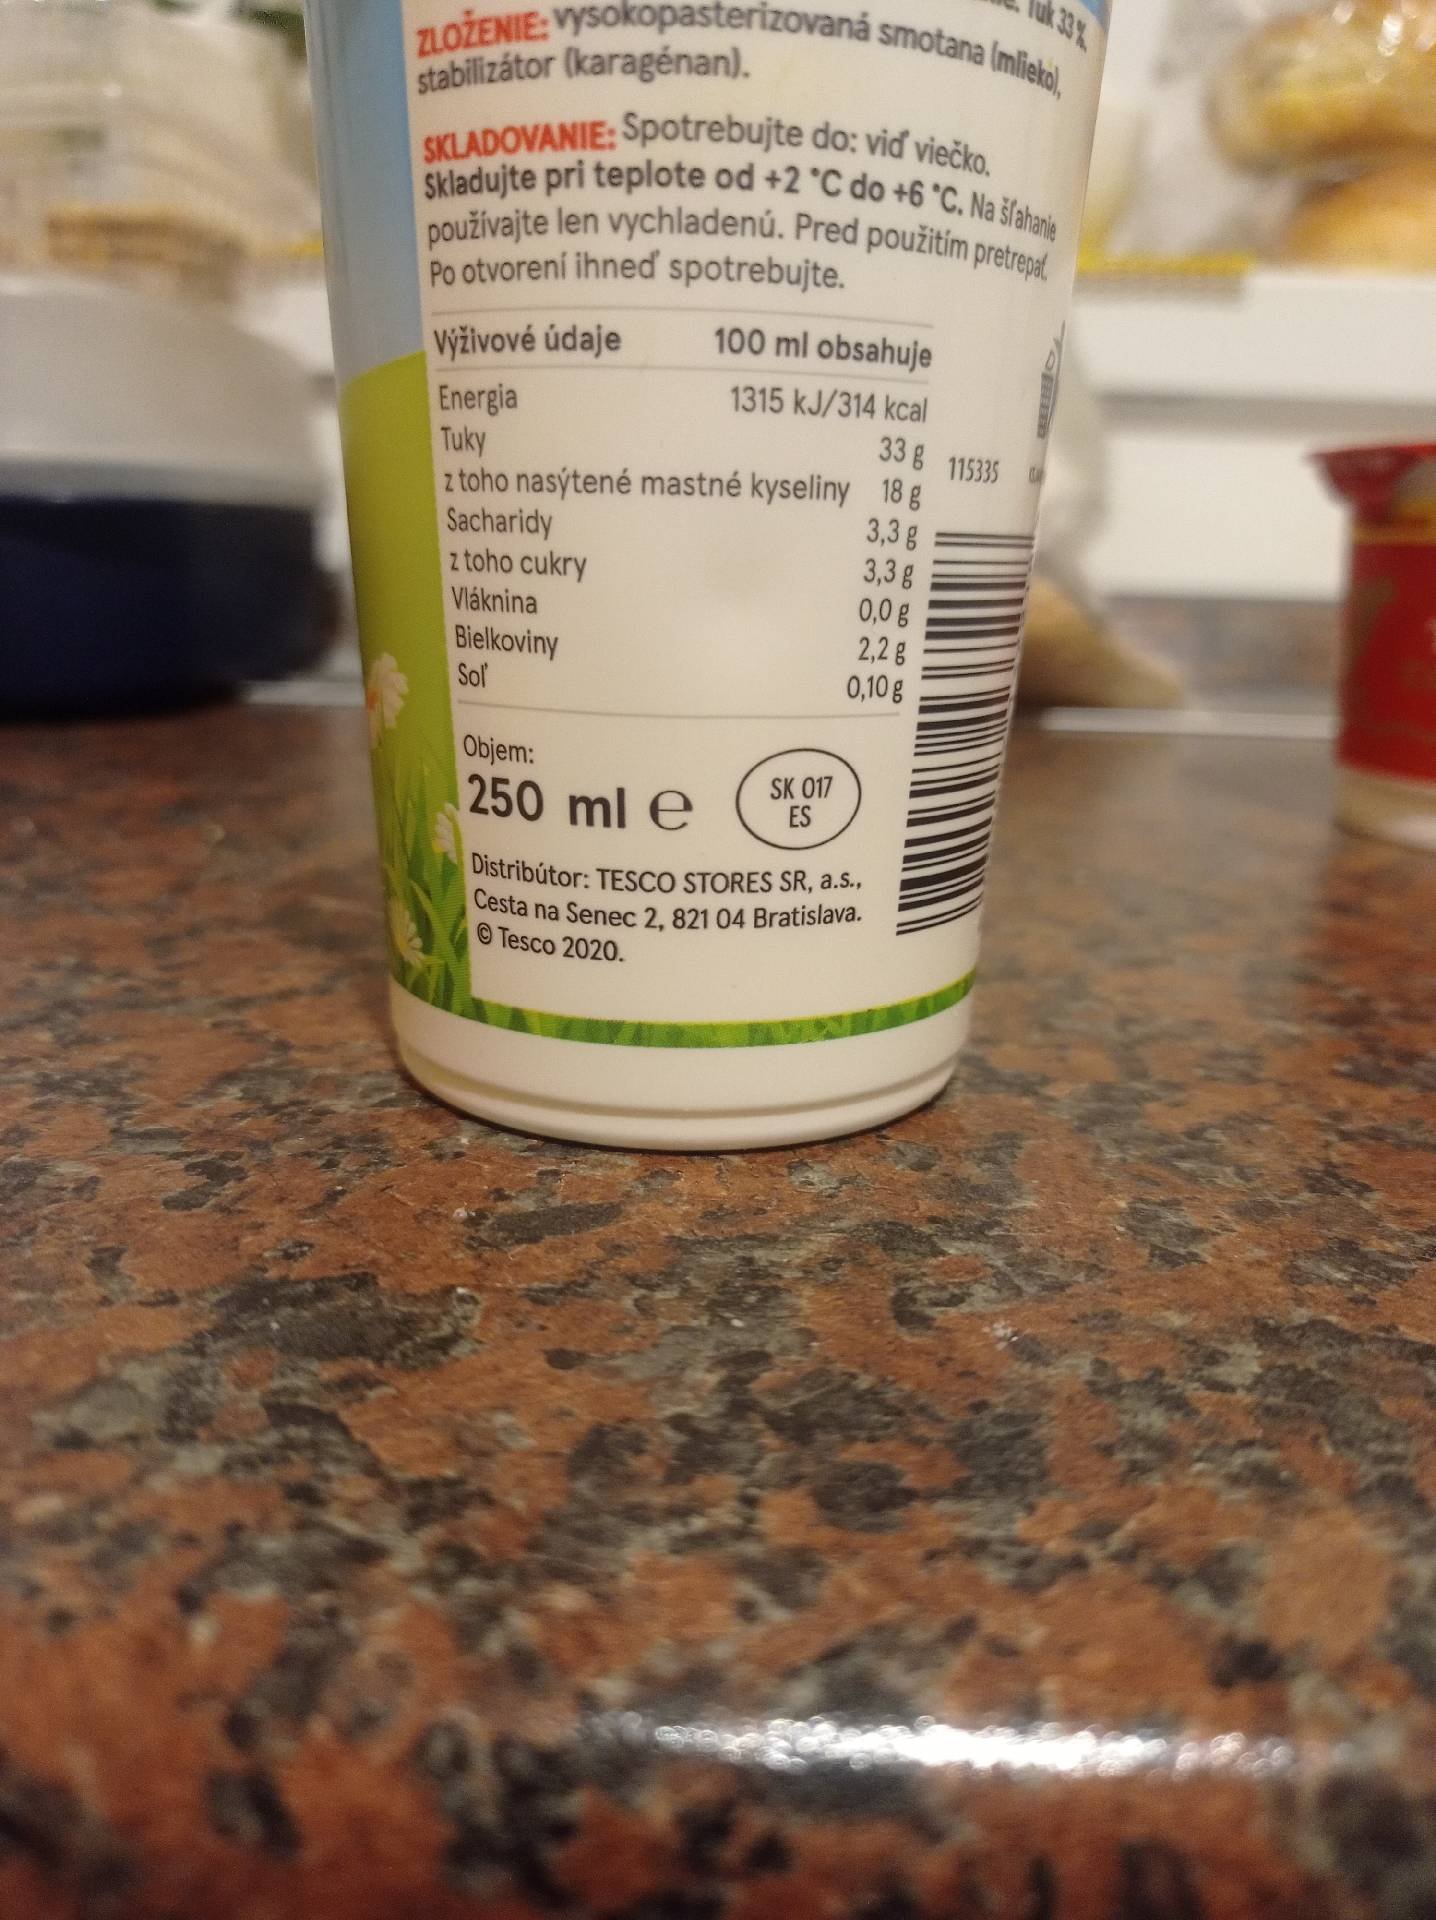 Tuk 33 %.
ZLOŽENIE: vysokopasterizovaná smotana (mlieko),
stabilizátor (karagénan).
SKLADOVANIE: Spotrebujte do: viď viečko.
Skladujte pri teplote od +2 °C do +6 °C. Na šľahanie
používajte len vychladenú. Pred použitím pretrepať.
Po otvorení ihneď spotrebujte.
Výživové údaje 100 ml obsahuje
Energia 1315 kJ/314 kcal
Tuky 33 g
z toho nasýtené mastné kyseliny 18 g
Sacharidy 3,3 g
z toho cukry 3,3 g
Vláknina 0,0 g
Bielkoviny 2,2 g
Soľ 0,10 g
115335
Objem:
250 ml e
SK 017
ES
Distribútor: TESCO STORES SR, a.s.,
Cesta na Senec 2, 821 04 Bratislava.
© Tesco 2020.